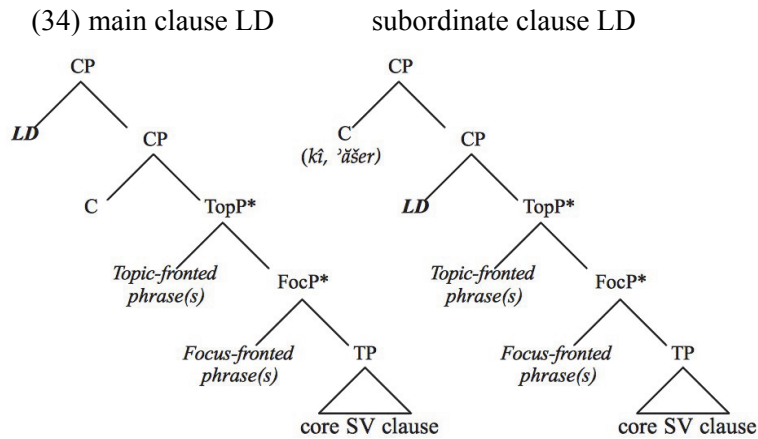 (34) main clause LD subordinate clause LD
CP CP
LD CP C CP
(kî, ʾăšer)
C TopP* LD TopP*
Topic-fronted phrase(s) FocP* Topic-fronted phrase(s) FocP*
Focus-fronted phrase(s) TP Focus-fronted phrase(s) TP
core SV clause core SV clause